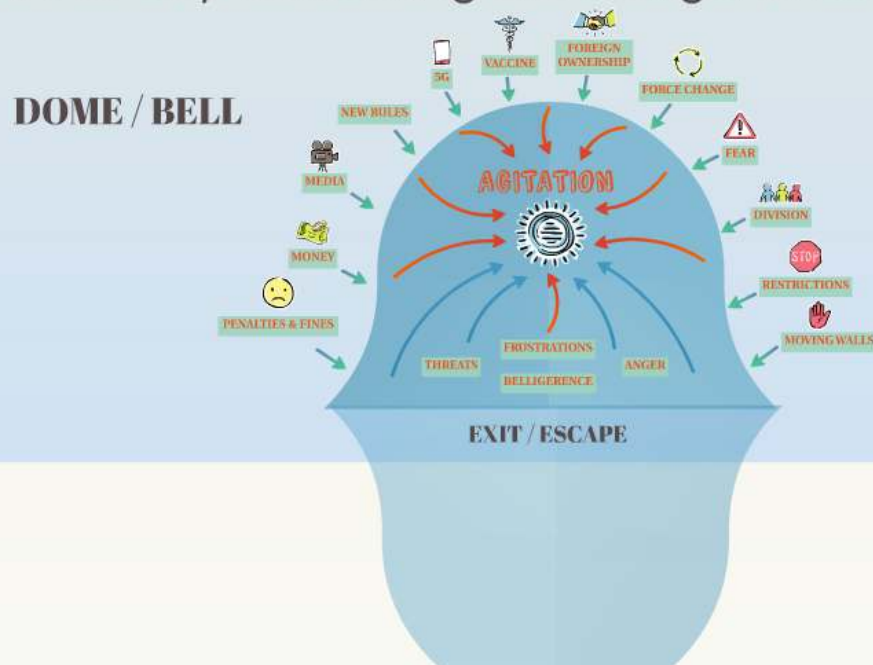 DOME / BELL
5G
VACCINE
FOREIGN
OWNERSHIP
FORCE CHANGE
NEW RULES
FEAR
MEDIA
AGITATION
DIVISION
MONEY
STOP
RESTRICTIONS
PENALTIES & FINES
MOVING WALLS
THREATS
FRUSTRATIONS
ANGER
BELLIGERENCE
EXIT / ESCAPE